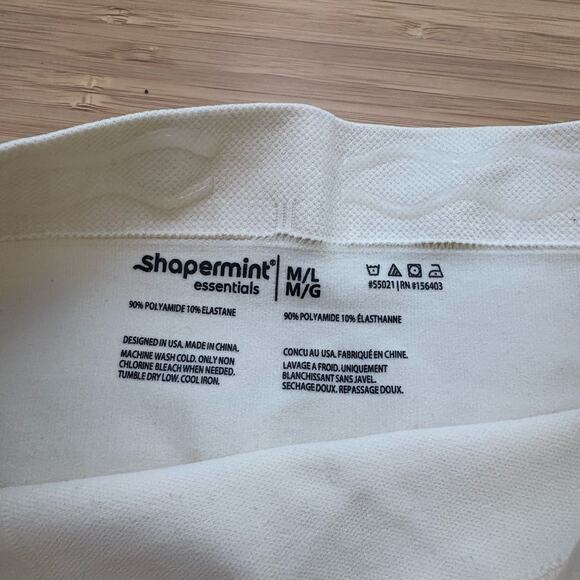 shapermint®
essentials
M/L
M/G
#55021 | RN #156403
90% POLYAMIDE 10% ELASTANE
DESIGNED IN USA. MADE IN CHINA.
MACHINE WASH COLD. ONLY NON
CHLORINE BLEACH WHEN NEEDED.
TUMBLE DRY LOW. COOL IRON.
90% POLYAMIDE 10% ÉLASTHANNE
CONCU AU USA. FABRIQUÉ EN CHINE.
LAVAGE A FROID. UNIQUEMENT
BLANCHISSANT SANS JAVEL.
SECHAGE DOUX. REPASSAGE DOUX.